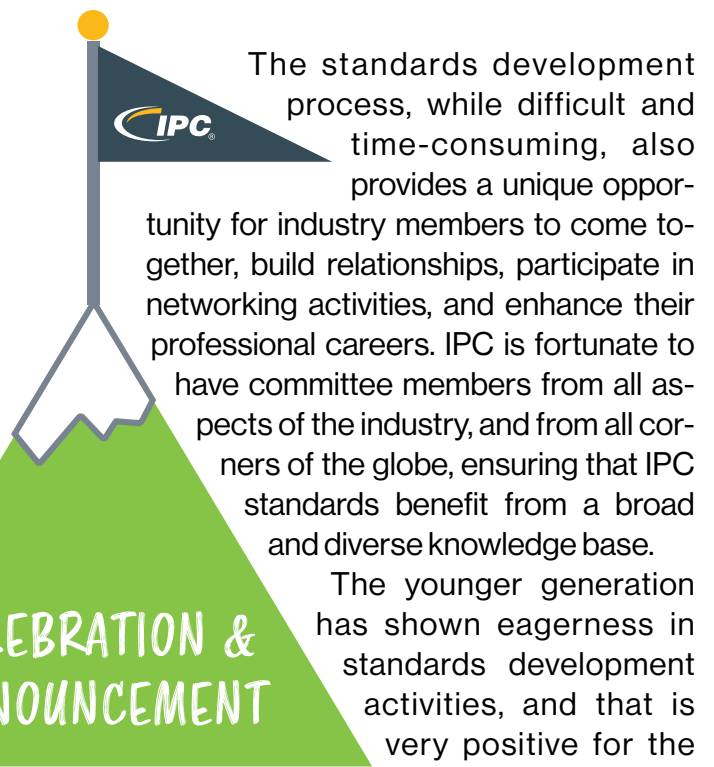 IPC®
The standards development
process, while difficult and
time-consuming, also
provides a unique oppor-
tunity for industry members to come to-
gether, build relationships, participate in
networking activities, and enhance their
professional careers. IPC is fortunate to
have committee members from all as-
pects of the industry, and from all cor-
ners of the globe, ensuring that IPC
standards benefit from a broad
and diverse knowledge base.
The younger generation
has shown eagerness in
standards development
activities, and that is
very positive for the
EBRATION &
NOUNCEMENT